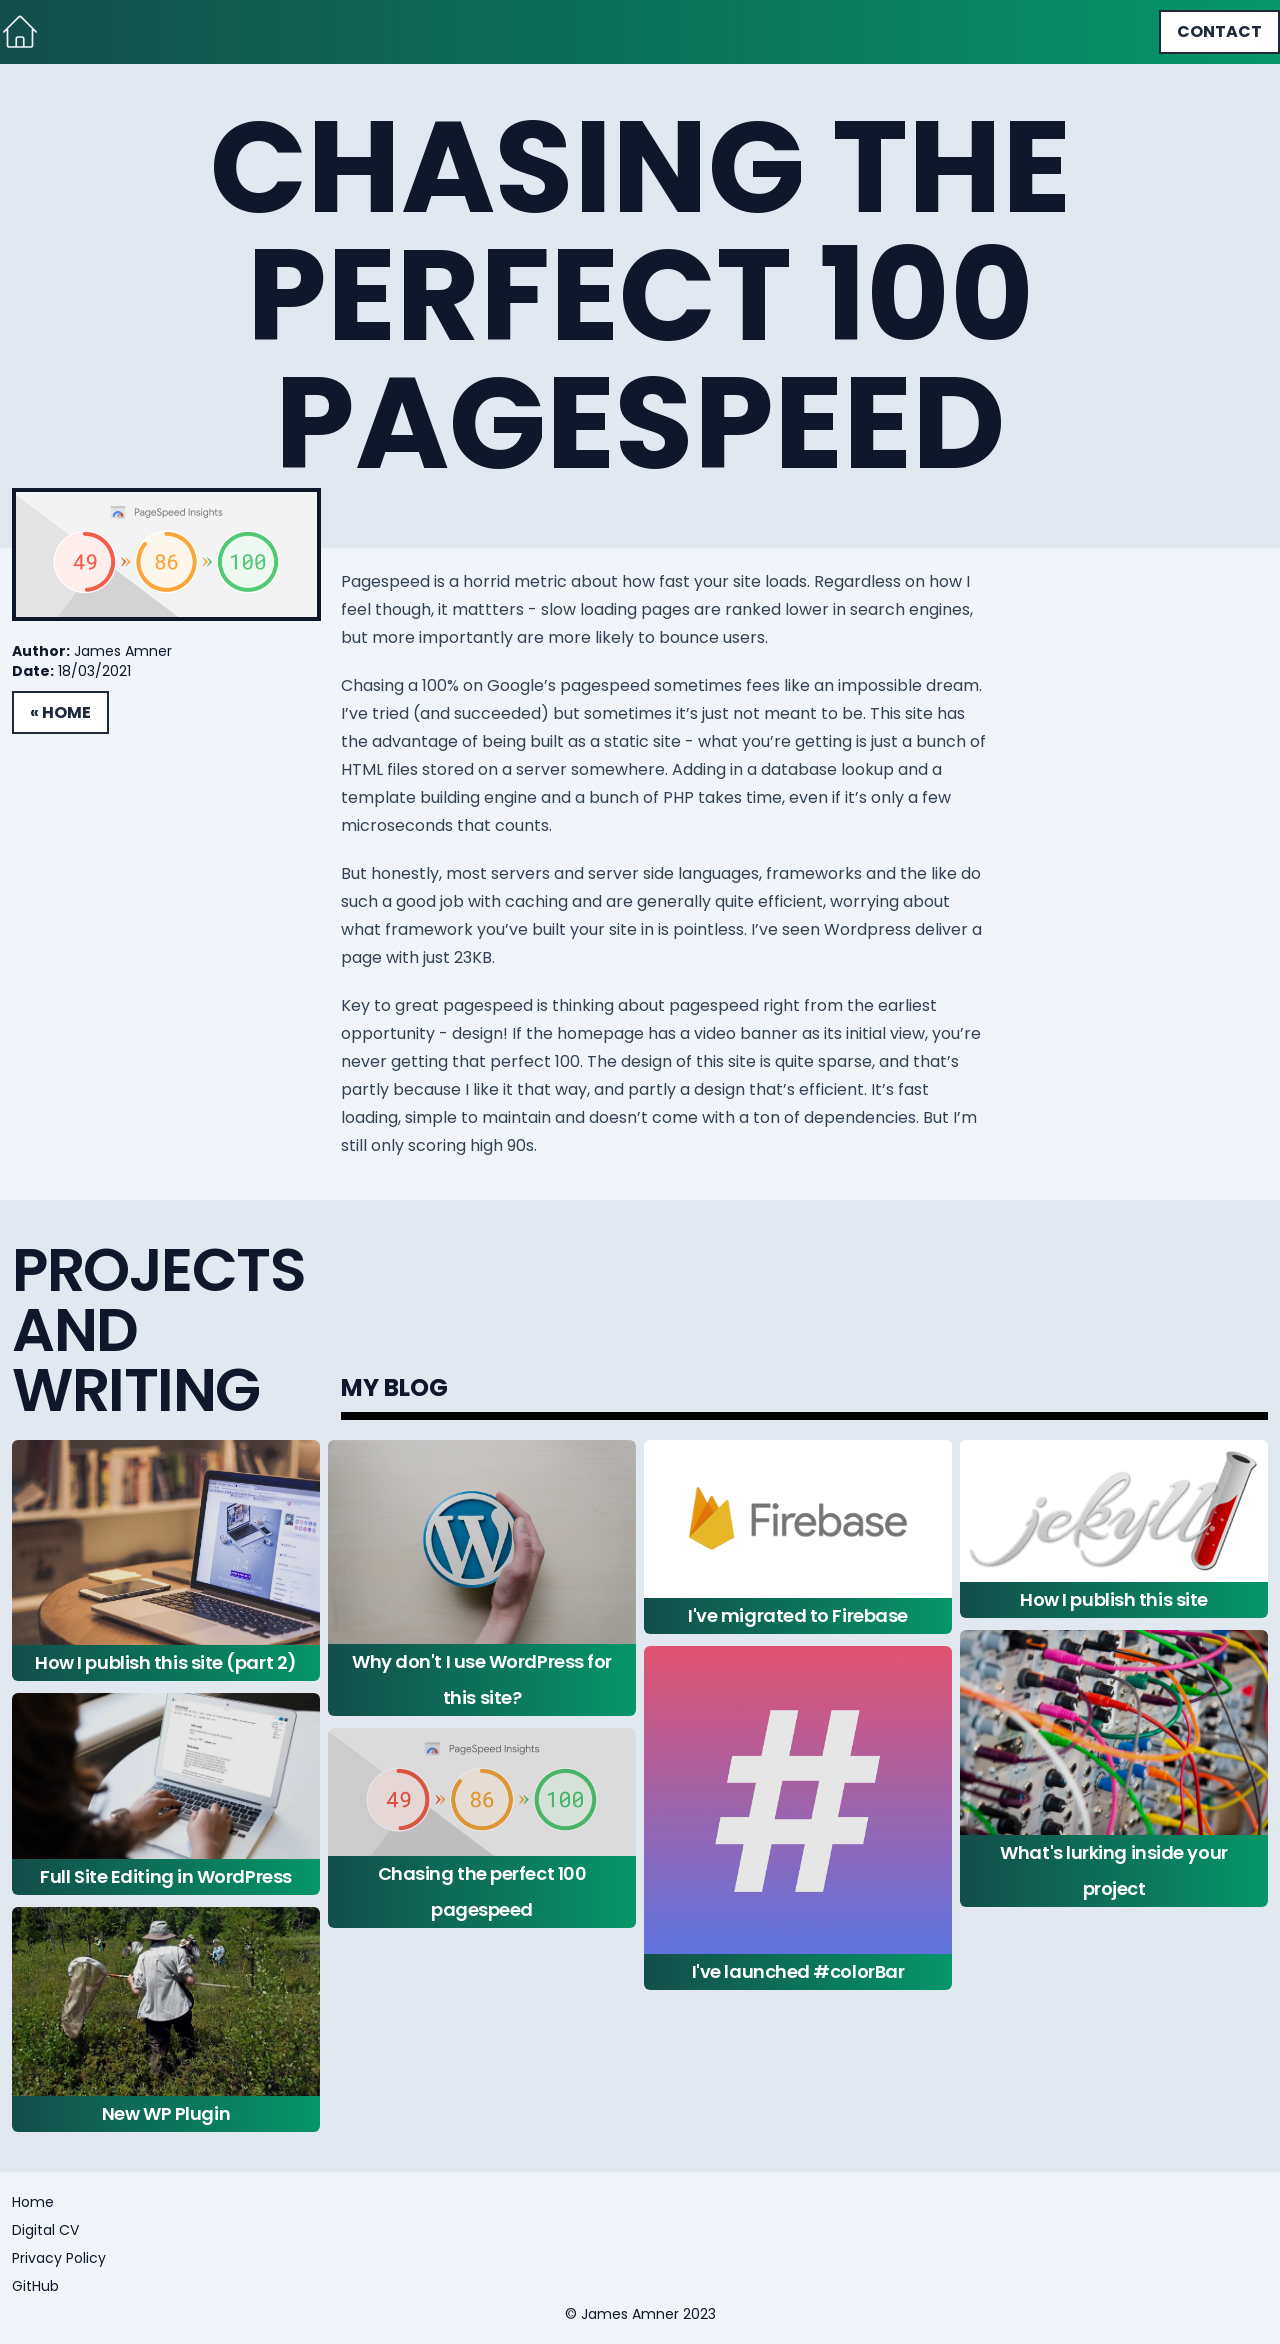 CONTACT
CHASING THE
PERFECT 100
PAGESPEED
PageSpeed Insights
49 » 86 » 100
Author: James Amner
Date: 18/03/2021
« HOME
Pagespeed is a horrid metric about how fast your site loads. Regardless on how I
feel though, it mattters - slow loading pages are ranked lower in search engines,
but more importantly are more likely to bounce users.
Chasing a 100% on Google’s pagespeed sometimes fees like an impossible dream.
I’ve tried (and succeeded) but sometimes it’s just not meant to be. This site has
the advantage of being built as a static site - what you’re getting is just a bunch of
HTML files stored on a server somewhere. Adding in a database lookup and a
template building engine and a bunch of PHP takes time, even if it’s only a few
microseconds that counts.
But honestly, most servers and server side languages, frameworks and the like do
such a good job with caching and are generally quite efficient, worrying about
what framework you’ve built your site in is pointless. I’ve seen Wordpress deliver a
page with just 23KB.
Key to great pagespeed is thinking about pagespeed right from the earliest
opportunity - design! If the homepage has a video banner as its initial view, you’re
never getting that perfect 100. The design of this site is quite sparse, and that’s
partly because I like it that way, and partly a design that’s efficient. It’s fast
loading, simple to maintain and doesn’t come with a ton of dependencies. But I’m
still only scoring high 90s.
PROJECTS
AND
WRITING
MY BLOG
How I publish this site (part 2)
Full Site Editing in WordPress
New WP Plugin
W
Why don't I use WordPress for
this site?
PageSpeed Insights
49 » 86 » 100
Chasing the perfect 100
pagespeed
Firebase
I've migrated to Firebase
#
I've launched #colorBar
jekyll
How I publish this site
What's lurking inside your
project
Home
Digital CV
Privacy Policy
GitHub
© James Amner 2023